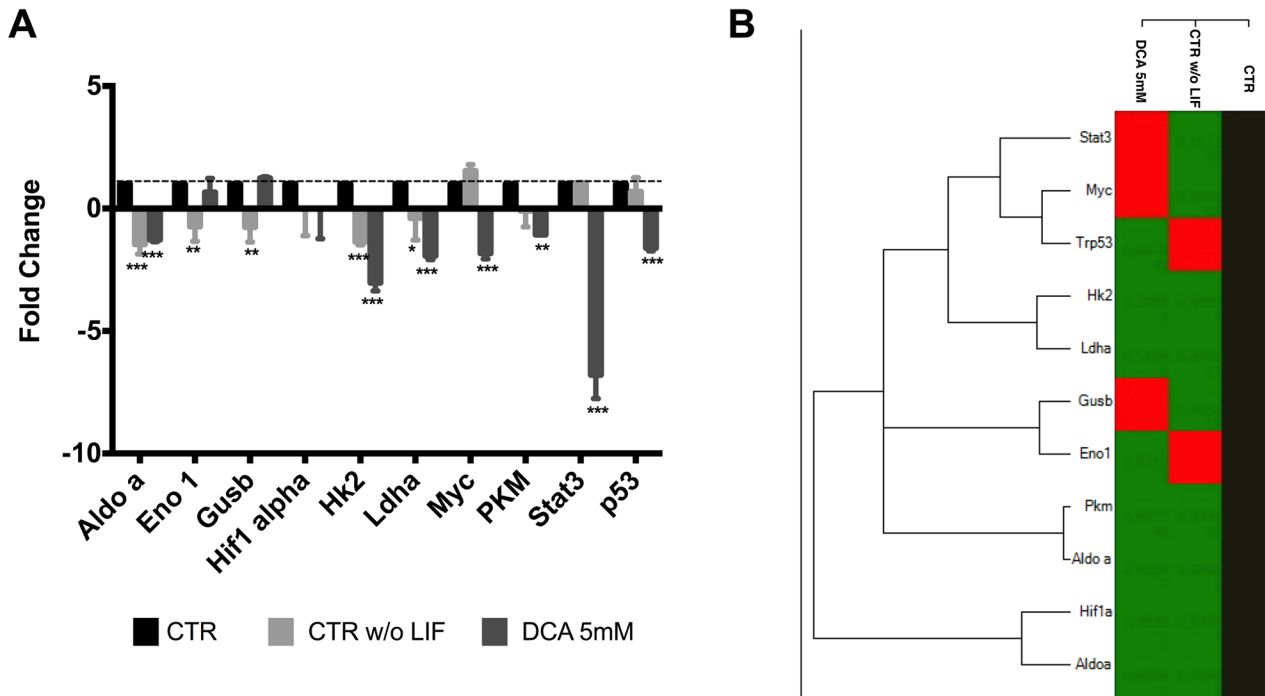 A
5
0
-5
-10
Fold Change
*** *** ** ** *** *** * *** *** ** *** ***
Aldo a
Eno 1
Gusb
Hif1 alpha
Hk2
Ldha
Myc
PKM
Stat3
p53
CTR CTR w/o LIF DCA 5mM
B
DCA 5mM
CTR w/o LIF
CTR
Stat3
Myc
Trp53
Hk2
Ldha
Gusb
Eno1
Pkm
Aldo a
Hif1a
Aldoa